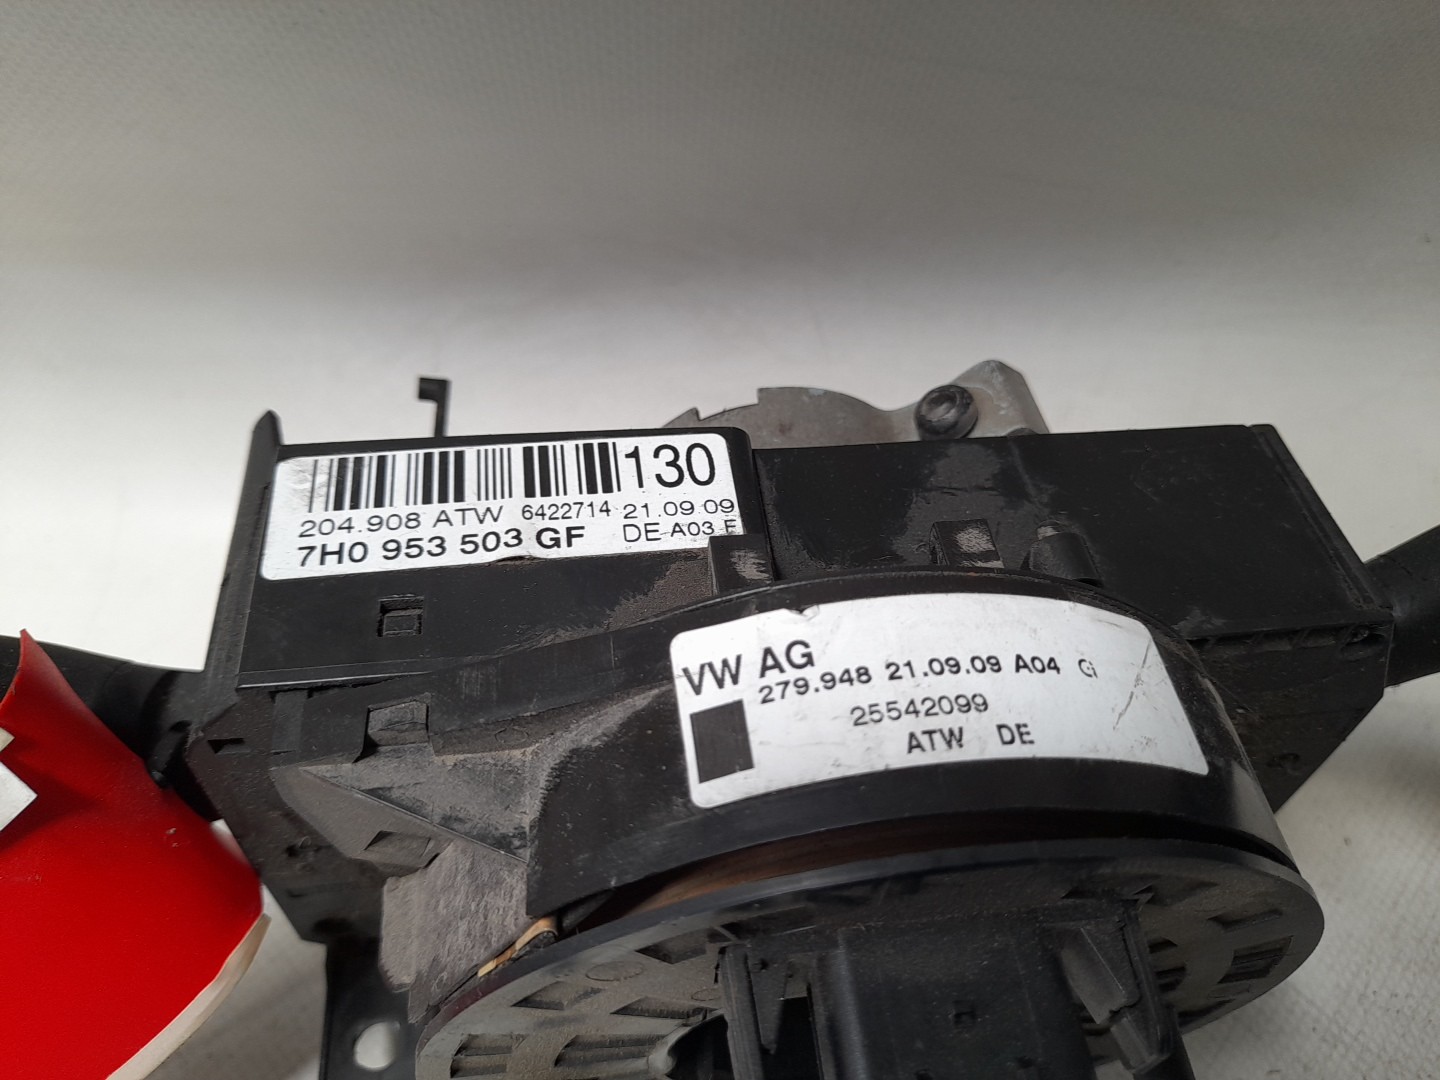 130
204.908 ATW 6422714 21.09.09
7H0 953 503 GF DE A03 F
VW AG
279.948 21.09.09 A04 Gi
25542099
ATW DE